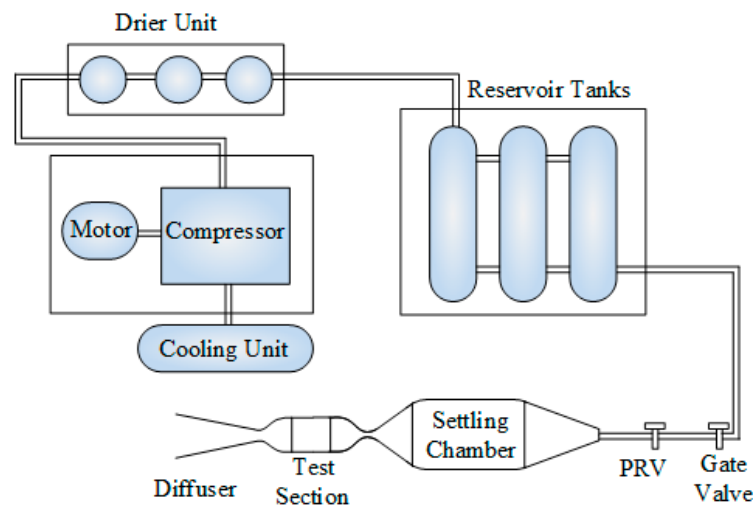 Drier Unit
Reservoir Tanks
Motor
Compressor
Cooling Unit
Settling
Chamber
Test
Section
Diffuser
PRV
Gate
Valve